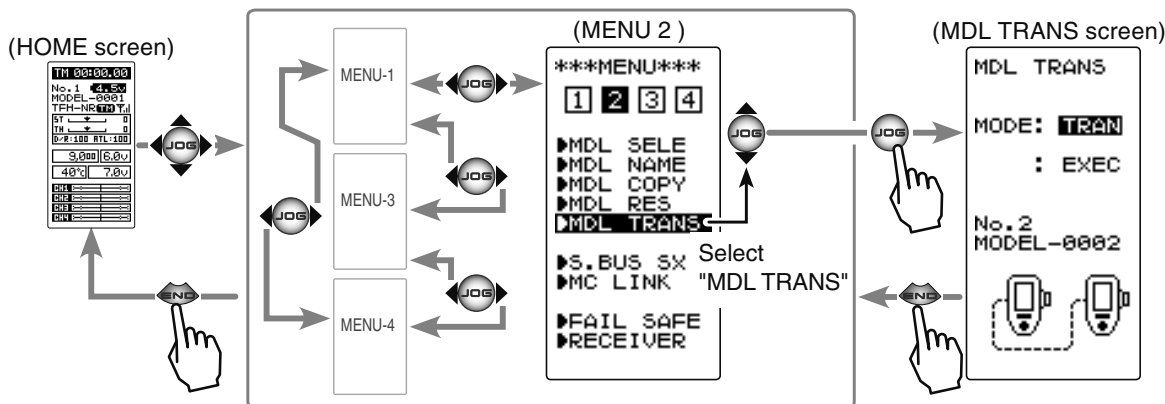 (HOME screen)
TM 00:00.00
No.1 4.5v
MODEL-0001
TFH-NR TM
ST 0
TH 0
D/R:100 ATL:100
9,000 6.0v
40°c 7.0v
CH1
CH2
CH3
CH4
JOG
END
MENU-1
MENU-3
MENU-4
JOG
JOG
JOG
JOG
(MENU 2 )
***MENU***
1 2 3 4
MDL SELE
MDL NAME
MDL COPY
MDL RES
MDL TRANS
S.BUS SX
MC LINK
FAIL SAFE
RECEIVER
JOG
Select
"MDL TRANS"
JOG
END
(MDL TRANS screen)
MDL TRANS
MODE: TRAN
: EXEC
No.2
MODEL-0002